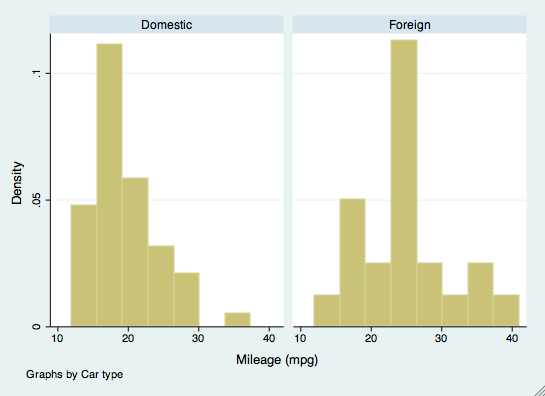 Domestic
Foreign
Density
0
.05
.1
10 20 30 40
10 20 30 40
Mileage (mpg)
Graphs by Car type